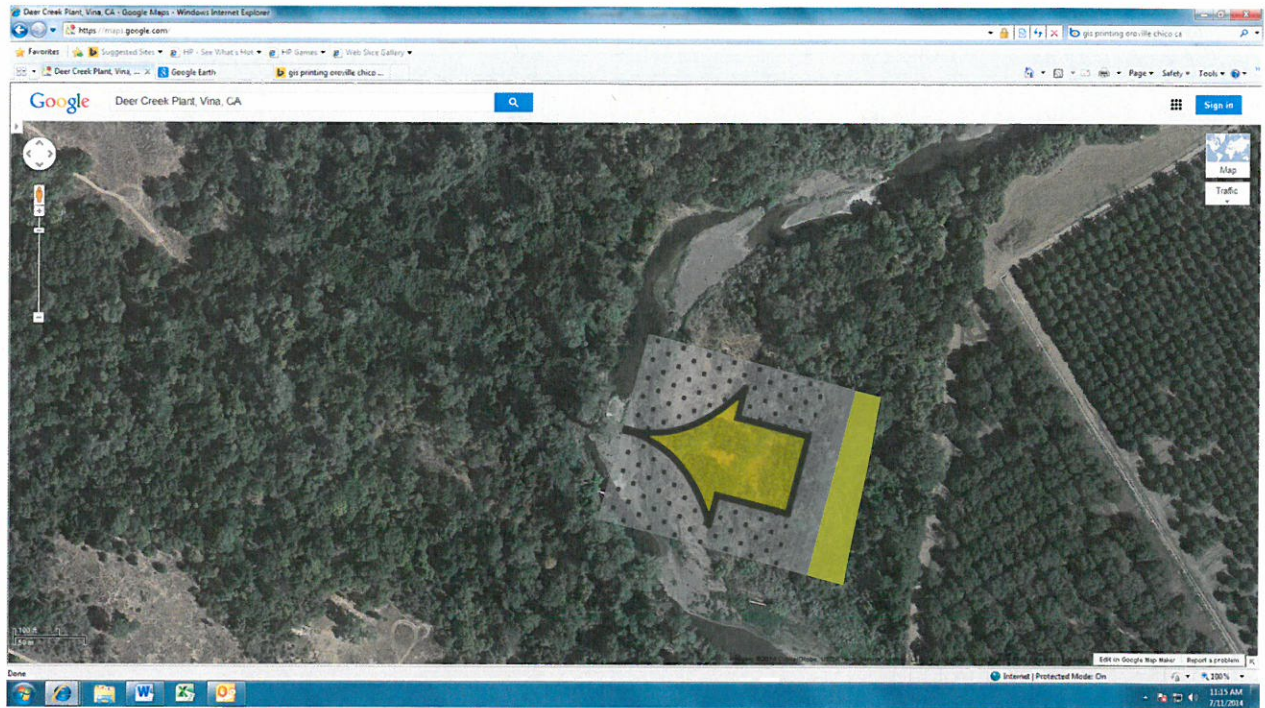 Deer Creek Plant, Vina, CA - Google Maps - Windows Internet Explorer
https://maps.google.com
gis printing oroville chico ca
Favorites Suggested Sites HP - See What's Hot HP Games Web Slice Gallery
Deer Creek Plant, Vina, ... Google Earth gis printing oroville chico ...
Page Safety Tools
Google Deer Creek Plant, Vina, CA Sign in
Map
Traffic
100 ft
50 m
Edit in Google Map Maker Report a problem
Done Internet | Protected Mode: On 100%
11:15 AM
7/11/2014